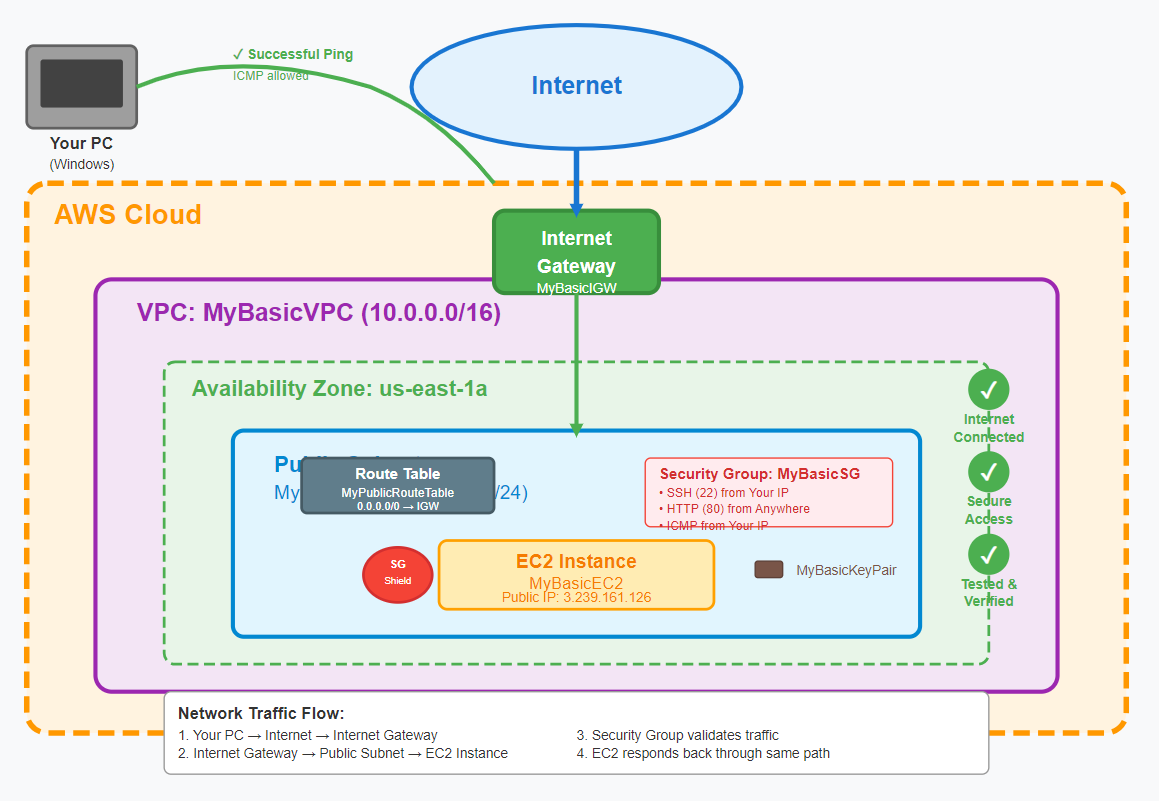 ✓ Successful Ping
ICMP allowed
Internet
Your PC
(Windows)
AWS Cloud
Internet
Gateway
MyBasicIGW
VPC: MyBasicVPC (10.0.0.0/16)
Availability Zone: us-east-1a
✓
Internet
Connected
/24)
Route Table
MyPublicRouteTable
0.0.0.0/0 → IGW
Security Group: MyBasicSG
• SSH (22) from Your IP
• HTTP (80) from Anywhere
• ICMP from Your IP
✓
Secure
Access
SG
Shield
EC2 Instance
MyBasicEC2
Public IP: 3.239.161.126
MyBasicKeyPair
✓
Tested &
Verified
Network Traffic Flow:
1. Your PC → Internet → Internet Gateway
2. Internet Gateway → Public Subnet → EC2 Instance
3. Security Group validates traffic
4. EC2 responds back through same path